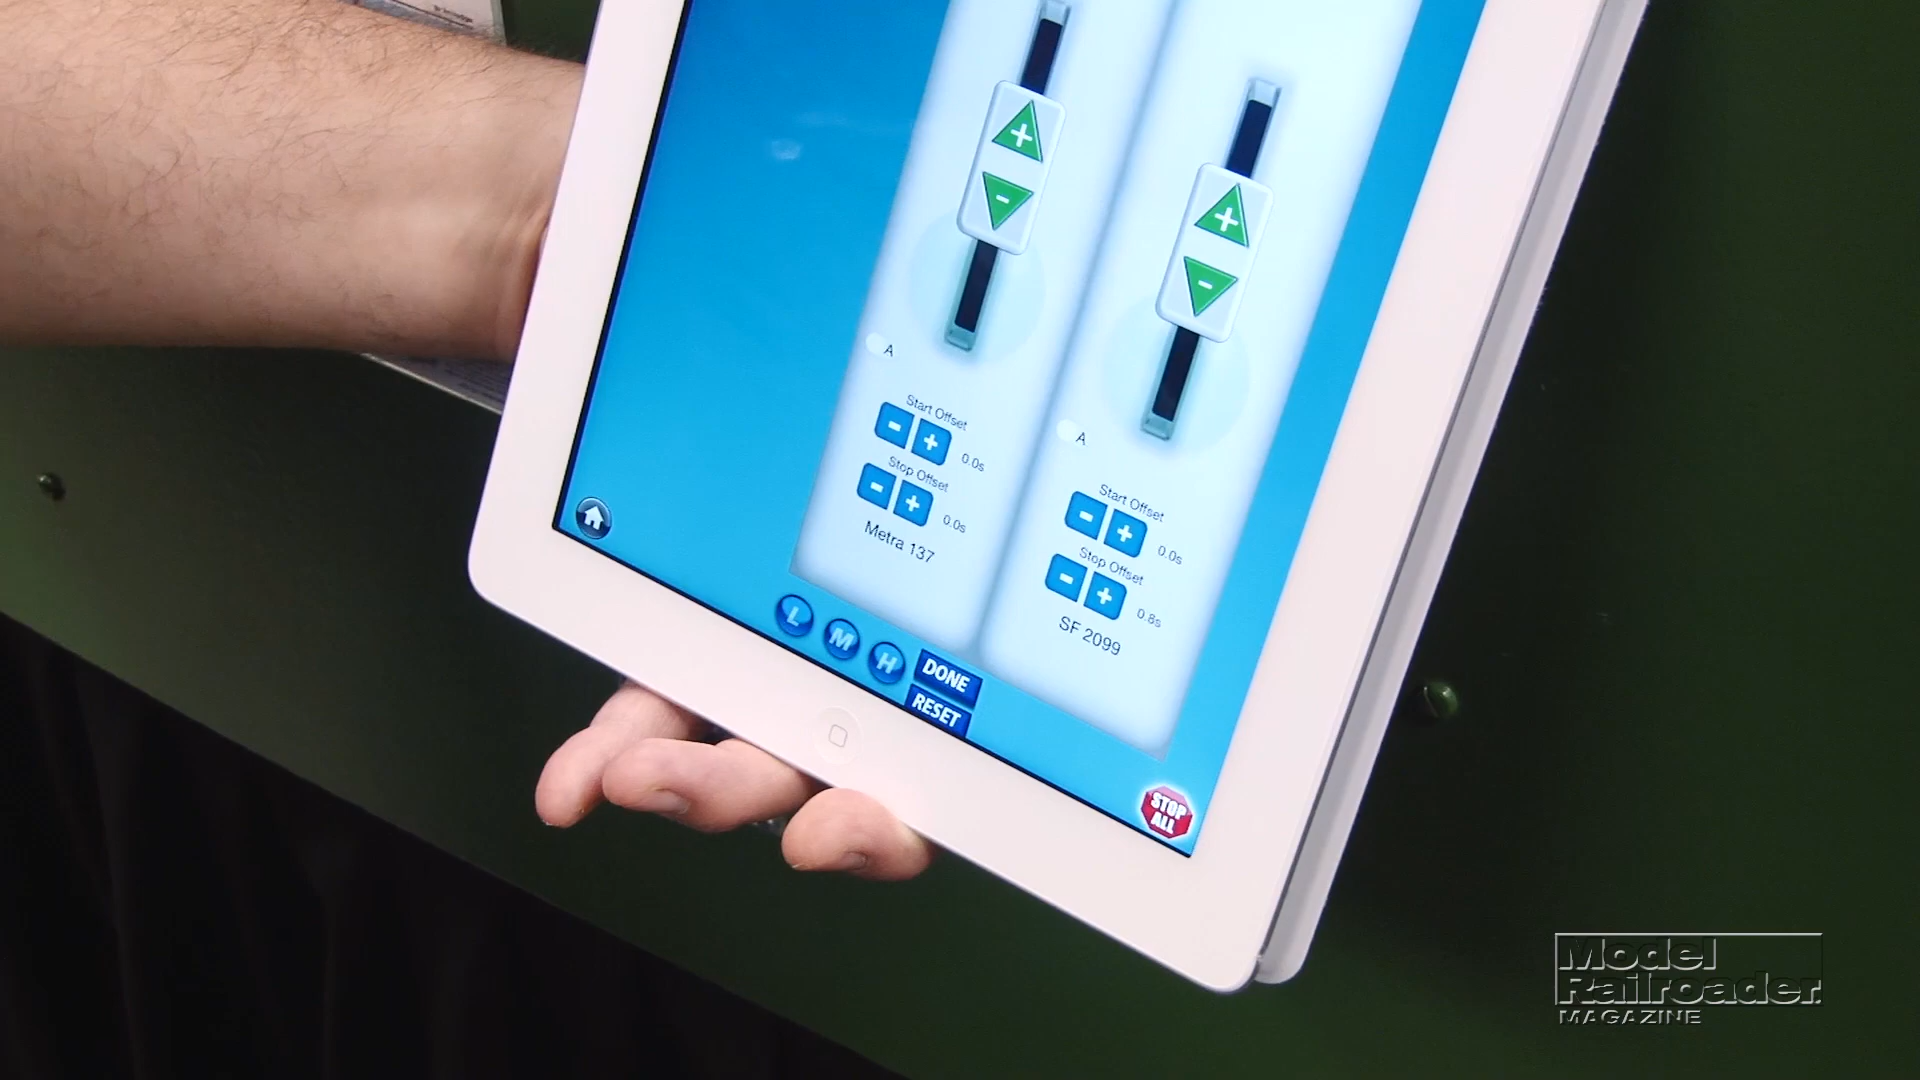 +
-
+
-
A
Start Offset
- + 0.0s
Stop Offset
- + 0.0s
Metra 137
A
Start Offset
- + 0.0s
Stop Offset
- + 0.8s
SF 2099
L M H DONE
RESET
STOP
ALL
Model
Railroader.
MAGAZINE